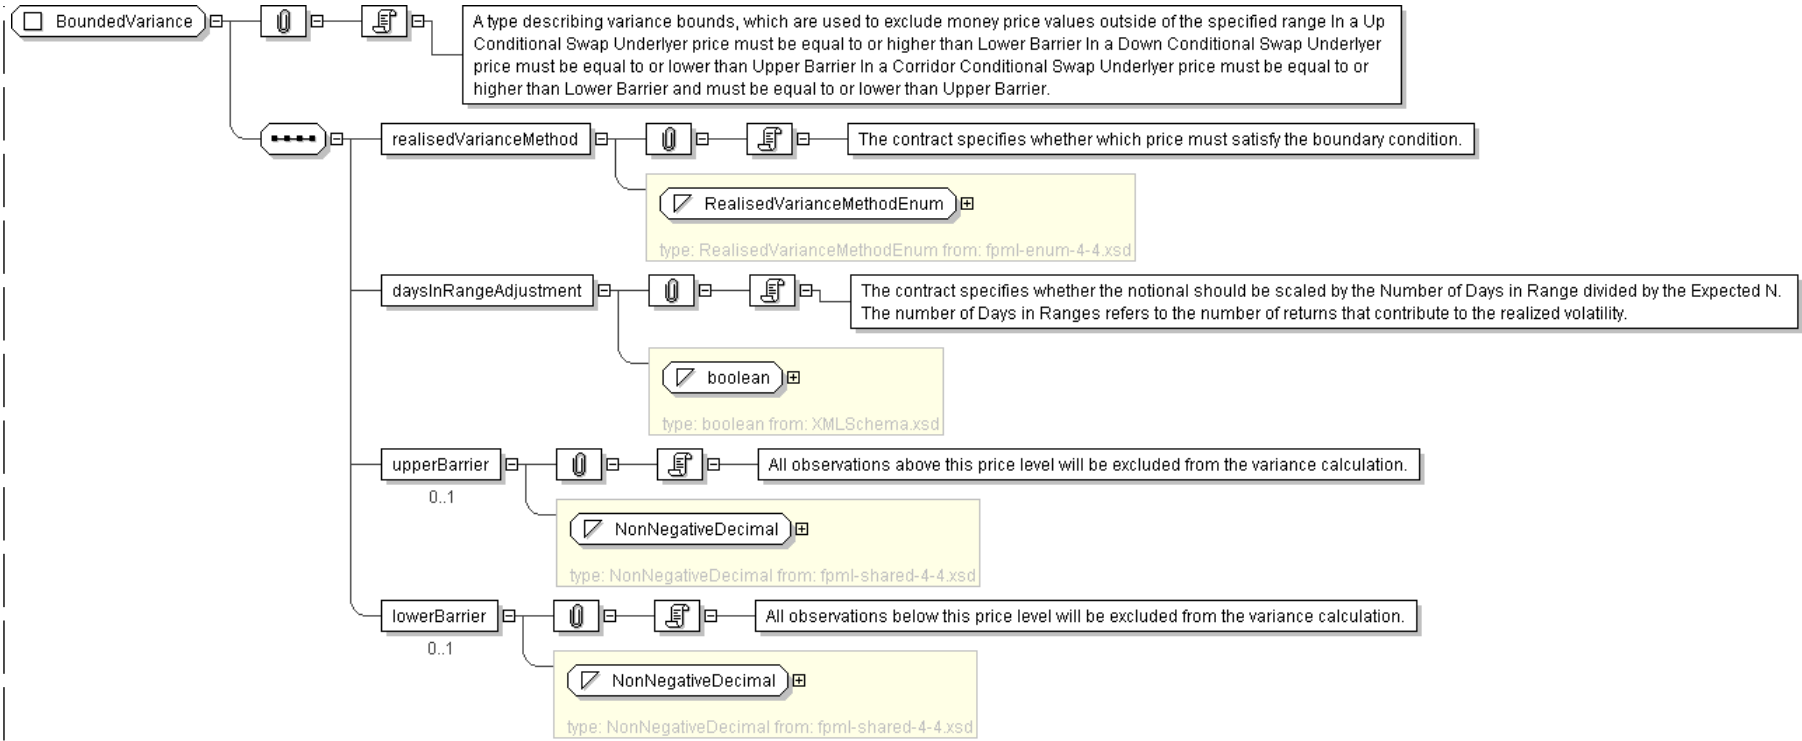 BoundedVariance
A type describing variance bounds, which are used to exclude money price values outside of the specified range In a Up
Conditional Swap Underlyer price must be equal to or higher than Lower Barrier In a Down Conditional Swap Underlyer
price must be equal to or lower than Upper Barrier In a Corridor Conditional Swap Underlyer price must be equal to or
higher than Lower Barrier and must be equal to or lower than Upper Barrier.
realisedVarianceMethod
The contract specifies whether which price must satisfy the boundary condition.
RealisedVarianceMethodEnum
type: RealisedVarianceMethodEnum from: fpml-enum-4-4.xsd
daysInRangeAdjustment
The contract specifies whether the notional should be scaled by the Number of Days in Range divided by the Expected N.
The number of Days in Ranges refers to the number of returns that contribute to the realized volatility.
boolean
type: boolean from: XMLSchema.xsd
upperBarrier
All observations above this price level will be excluded from the variance calculation.
0..1
NonNegativeDecimal
type: NonNegativeDecimal from: fpml-shared-4-4.xsd
lowerBarrier
All observations below this price level will be excluded from the variance calculation.
0..1
NonNegativeDecimal
type: NonNegativeDecimal from: fpml-shared-4-4.xsd